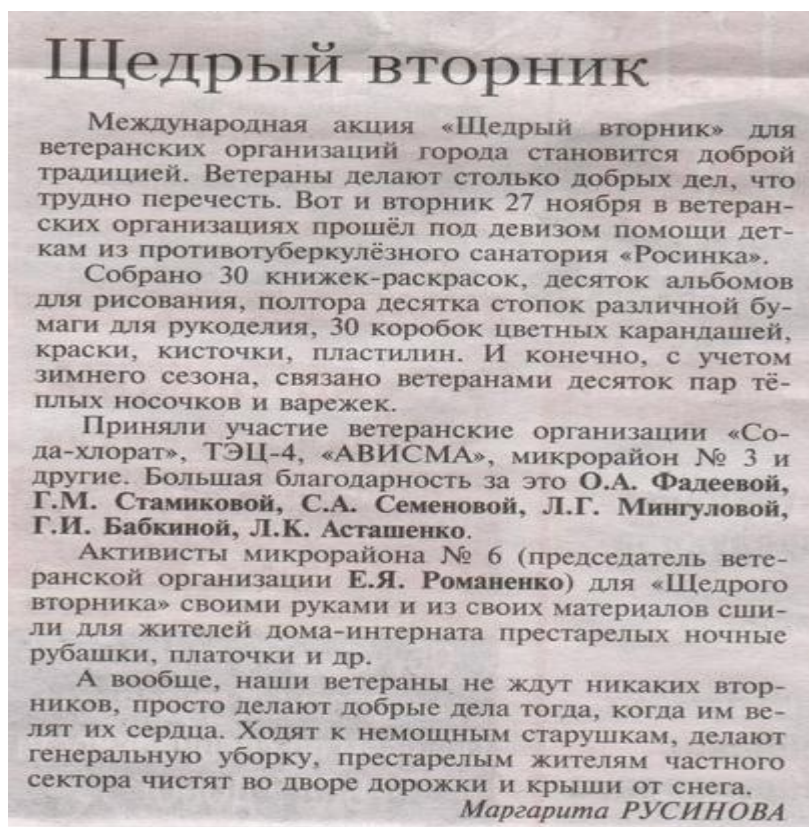 Щедрый вторник
Международная акция «Щедрый вторник» для
ветеранских организаций города становится доброй
традицией. Ветераны делают столько добрых дел, что
трудно перечесть. Вот и вторник 27 ноября в ветеран-
ских организациях прошёл под девизом помощи дет-
кам из противотуберкулёзного санатория «Росинка».
Собрано 30 книжек-раскрасок, десяток альбомов
для рисования, полтора десятка стопок различной бу-
маги для рукоделия, 30 коробок цветных карандашей,
краски, кисточки, пластилин. И конечно, с учетом
зимнего сезона, связано ветеранами десяток пар тё-
плых носочков и варежек.
Приняли участие ветеранские организации «Со-
да-хлорат», ТЭЦ-4, «АВИСМА», микрорайон № 3 и
другие. Большая благодарность за это О.А. Фадеевой,
Г.М. Стамиковой, С.А. Семеновой, Л.Г. Мингуловой,
Г.И. Бабкиной, Л.К. Асташенко.
Активисты микрорайона № 6 (председатель вете-
ранской организации Е.Я. Романенко) для «Щедрого
вторника» своими руками и из своих материалов сши-
ли для жителей дома-интерната престарелых ночные
рубашки, платочки и др.
А вообще, наши ветераны не ждут никаких втор-
ников, просто делают добрые дела тогда, когда им ве-
лят их сердца. Ходят к немощным старушкам, делают
генеральную уборку, престарелым жителям частного
сектора чистят во дворе дорожки и крыши от снега.
Маргарита РУСИНОВА